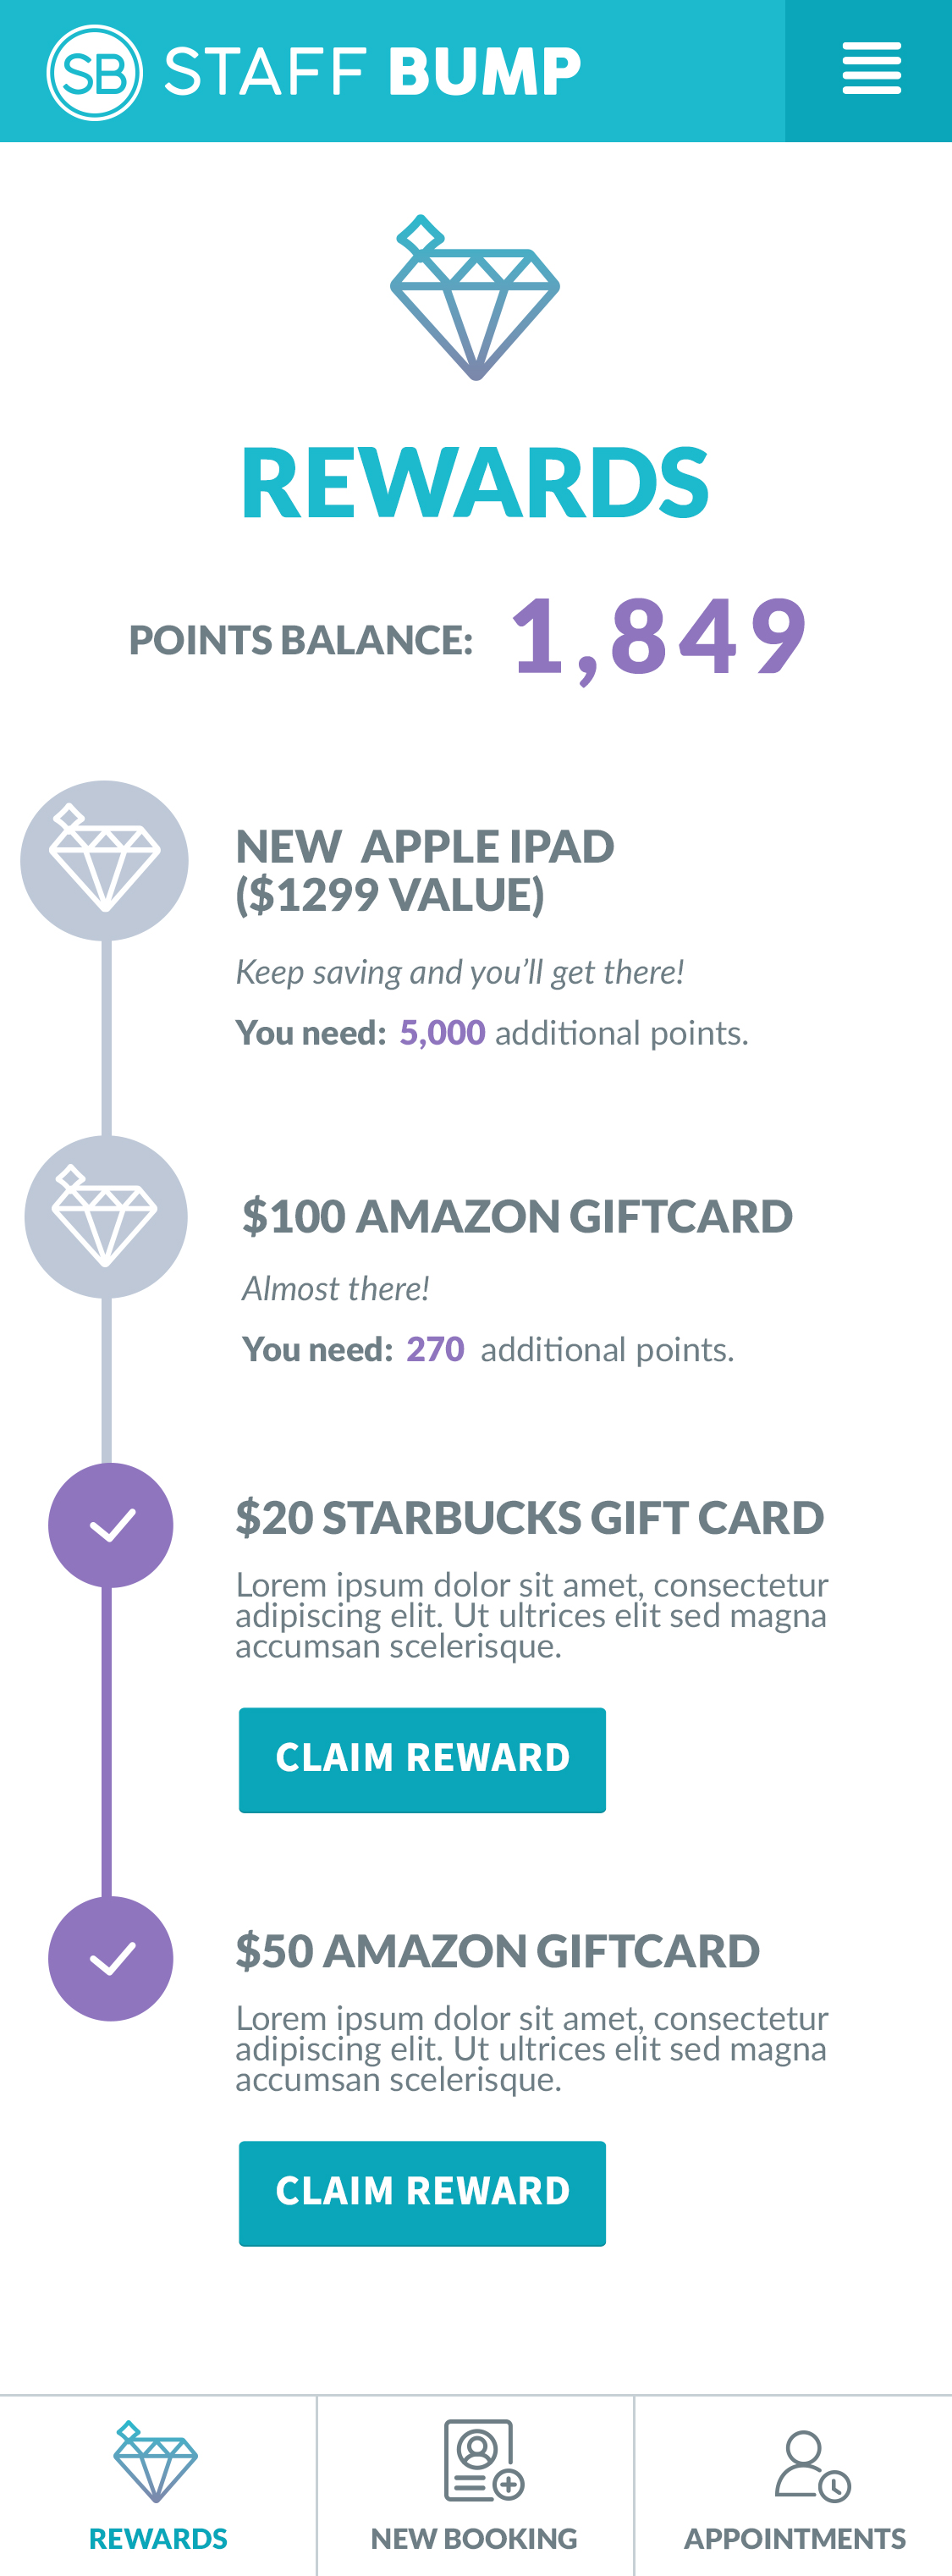 SB STAFF BUMP
REWARDS
POINTS BALANCE: 1,849
NEW APPLE IPAD
($1299 VALUE)
Keep saving and you'll get there!
You need: 5,000 additional points.
$100 AMAZON GIFTCARD
Almost there!
You need: 270 additional points.
$20 STARBUCKS GIFT CARD
Lorem ipsum dolor sit amet, consectetur
adipiscing elit. Ut ultrices elit sed magna
accumsan scelerisque.
CLAIM REWARD
$50 AMAZON GIFTCARD
Lorem ipsum dolor sit amet, consectetur
adipiscing elit. Ut ultrices elit sed magna
accumsan scelerisque.
CLAIM REWARD
REWARDS NEW BOOKING APPOINTMENTS